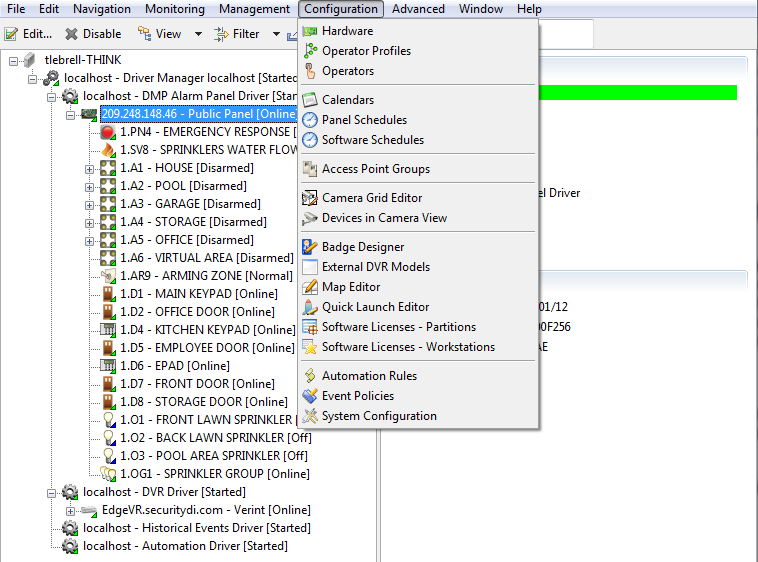 File Edit Navigation Monitoring Management Configuration Advanced Window Help
Edit... Disable View Filter
tlebrell-THINK
localhost - Driver Manager localhost [Started
localhost - DMP Alarm Panel Driver [Star
209.248.148.46 - Public Panel [Online
1.PN4 - EMERGENCY RESPONSE [
1.SV8 - SPRINKLERS WATER FLOW
1.A1 - HOUSE [Disarmed]
1.A2 - POOL [Disarmed]
1.A3 - GARAGE [Disarmed]
1.A4 - STORAGE [Disarmed]
1.A5 - OFFICE [Disarmed]
1.A6 - VIRTUAL AREA [Disarmed]
1.AR9 - ARMING ZONE [Normal]
1.D1 - MAIN KEYPAD [Online]
1.D2 - OFFICE DOOR [Online]
1.D4 - KITCHEN KEYPAD [Online]
1.D5 - EMPLOYEE DOOR [Online]
1.D6 - EPAD [Online]
1.D7 - FRONT DOOR [Online]
1.D8 - STORAGE DOOR [Online]
1.O1 - FRONT LAWN SPRINKLER [
1.O2 - BACK LAWN SPRINKLER [Off]
1.O3 - POOL AREA SPRINKLER [Off]
1.OG1 - SPRINKLER GROUP [Online]
localhost - DVR Driver [Started]
EdgeVR.securitydi.com - Verint [Online]
localhost - Historical Events Driver [Started]
localhost - Automation Driver [Started]
Hardware
Operator Profiles
Operators
Calendars
Panel Schedules
Software Schedules
Access Point Groups
Camera Grid Editor
Devices in Camera View
Badge Designer
External DVR Models
Map Editor
Quick Launch Editor
Software Licenses - Partitions
Software Licenses - Workstations
Automation Rules
Event Policies
System Configuration
el Driver
01/12
00F256
AE